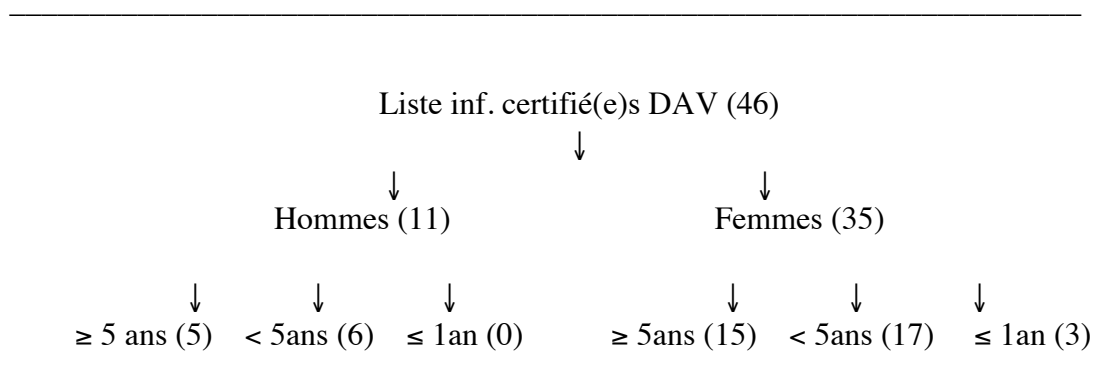 Liste inf. certifié(e)s DAV (46)
↓
↓ ↓
Hommes (11) Femmes (35)
↓ ↓ ↓ ↓ ↓ ↓
≥ 5 ans (5) < 5ans (6) ≤ 1an (0) ≥ 5ans (15) < 5ans (17) ≤ 1an (3)